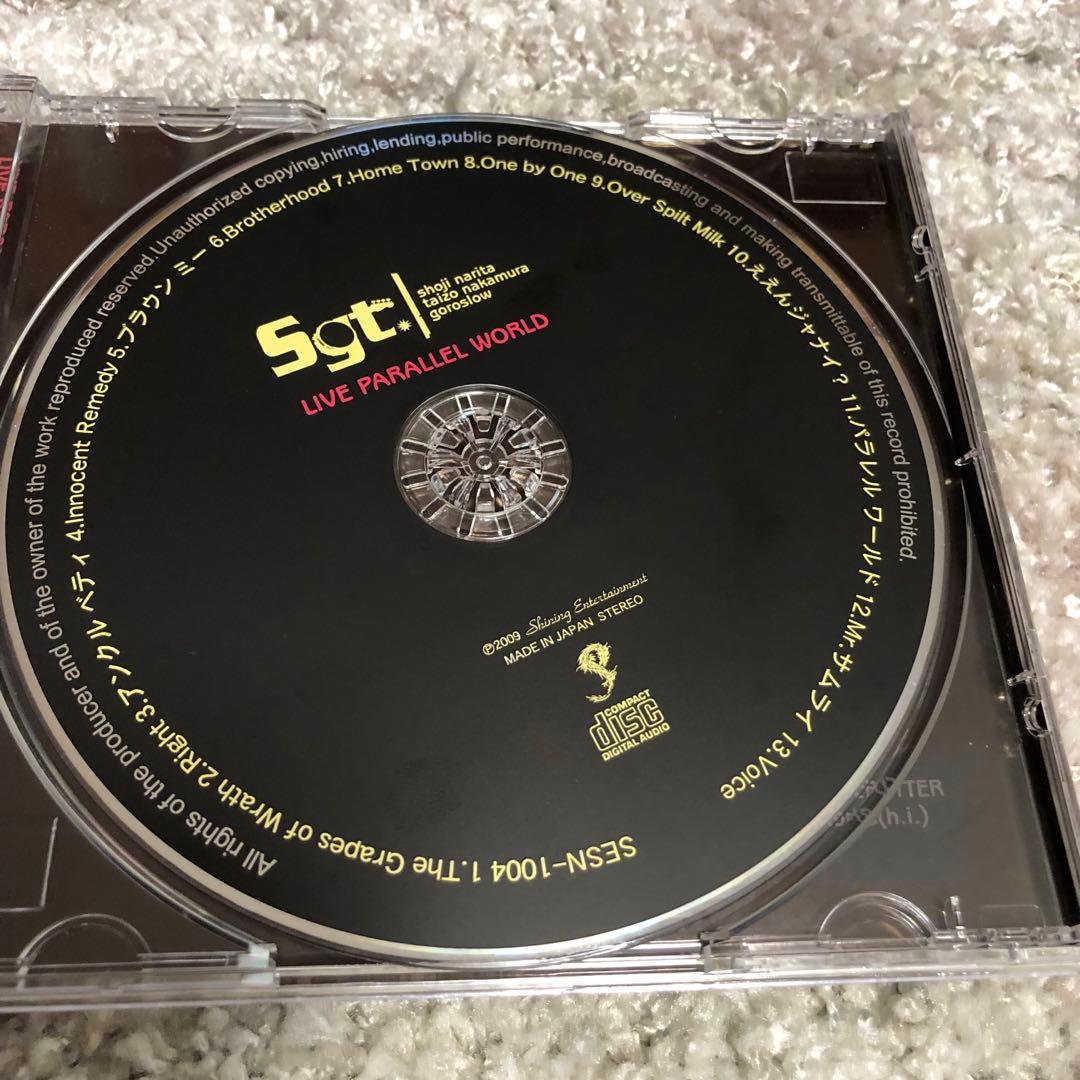 Sgt.
shoji narita
taizo nakamura
goroslow
LIVE PARALLEL WORLD
℗2009 Shining Entertainment
MADE IN JAPAN STEREO
COMPACT
disc
DIGITAL AUDIO
SESN-1004 1.The Grapes of Wrath 2.Right 3.アンクル ベティ 4.Innocent Remedy 5.ブラウン ミー 6.Brotherhood 7.Home Town 8.One by One 9.Over Spilt Milk 10.ええんジャナイ? 11.パラレル ワールド 12.Mr.サムライ 13.Voice
All rights of the producer and of the owner of the work reproduced reserved.Unauthorized copying,hiring,lending,public performance,broadcasting and making transmittable of this record prohibited.
(h.i.)
LIVE